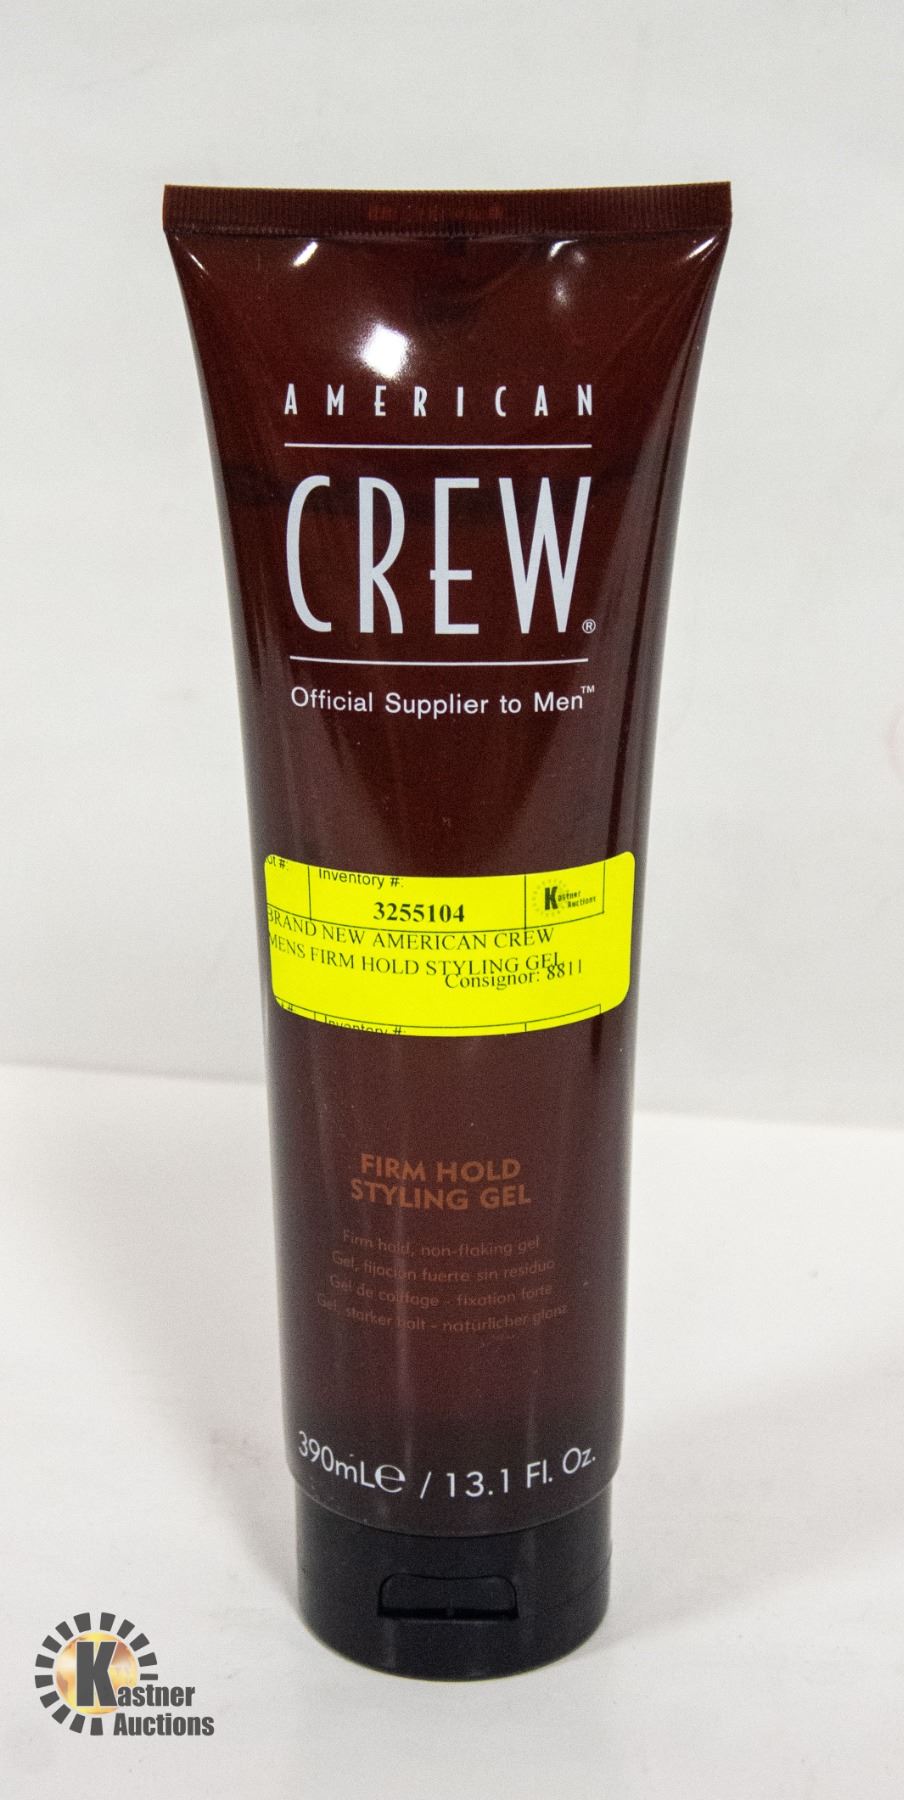 AMERICAN
CREW®
Official Supplier to Men™
ot #:
Inventory #:
3255104
Kastner
Auctions
BRAND NEW AMERICAN CREW
MENS FIRM HOLD STYLING GEL
Consignor: 8811
Inventory #:
FIRM HOLD
STYLING GEL
Firm hold, non-flaking gel
Gel, fijación fuerte sin residuo
Gel de coiffage - fixation forte
Gel, starker halt - natürlicher glanz
390mL℮ / 13.1 Fl. Oz.
Kastner
Auctions